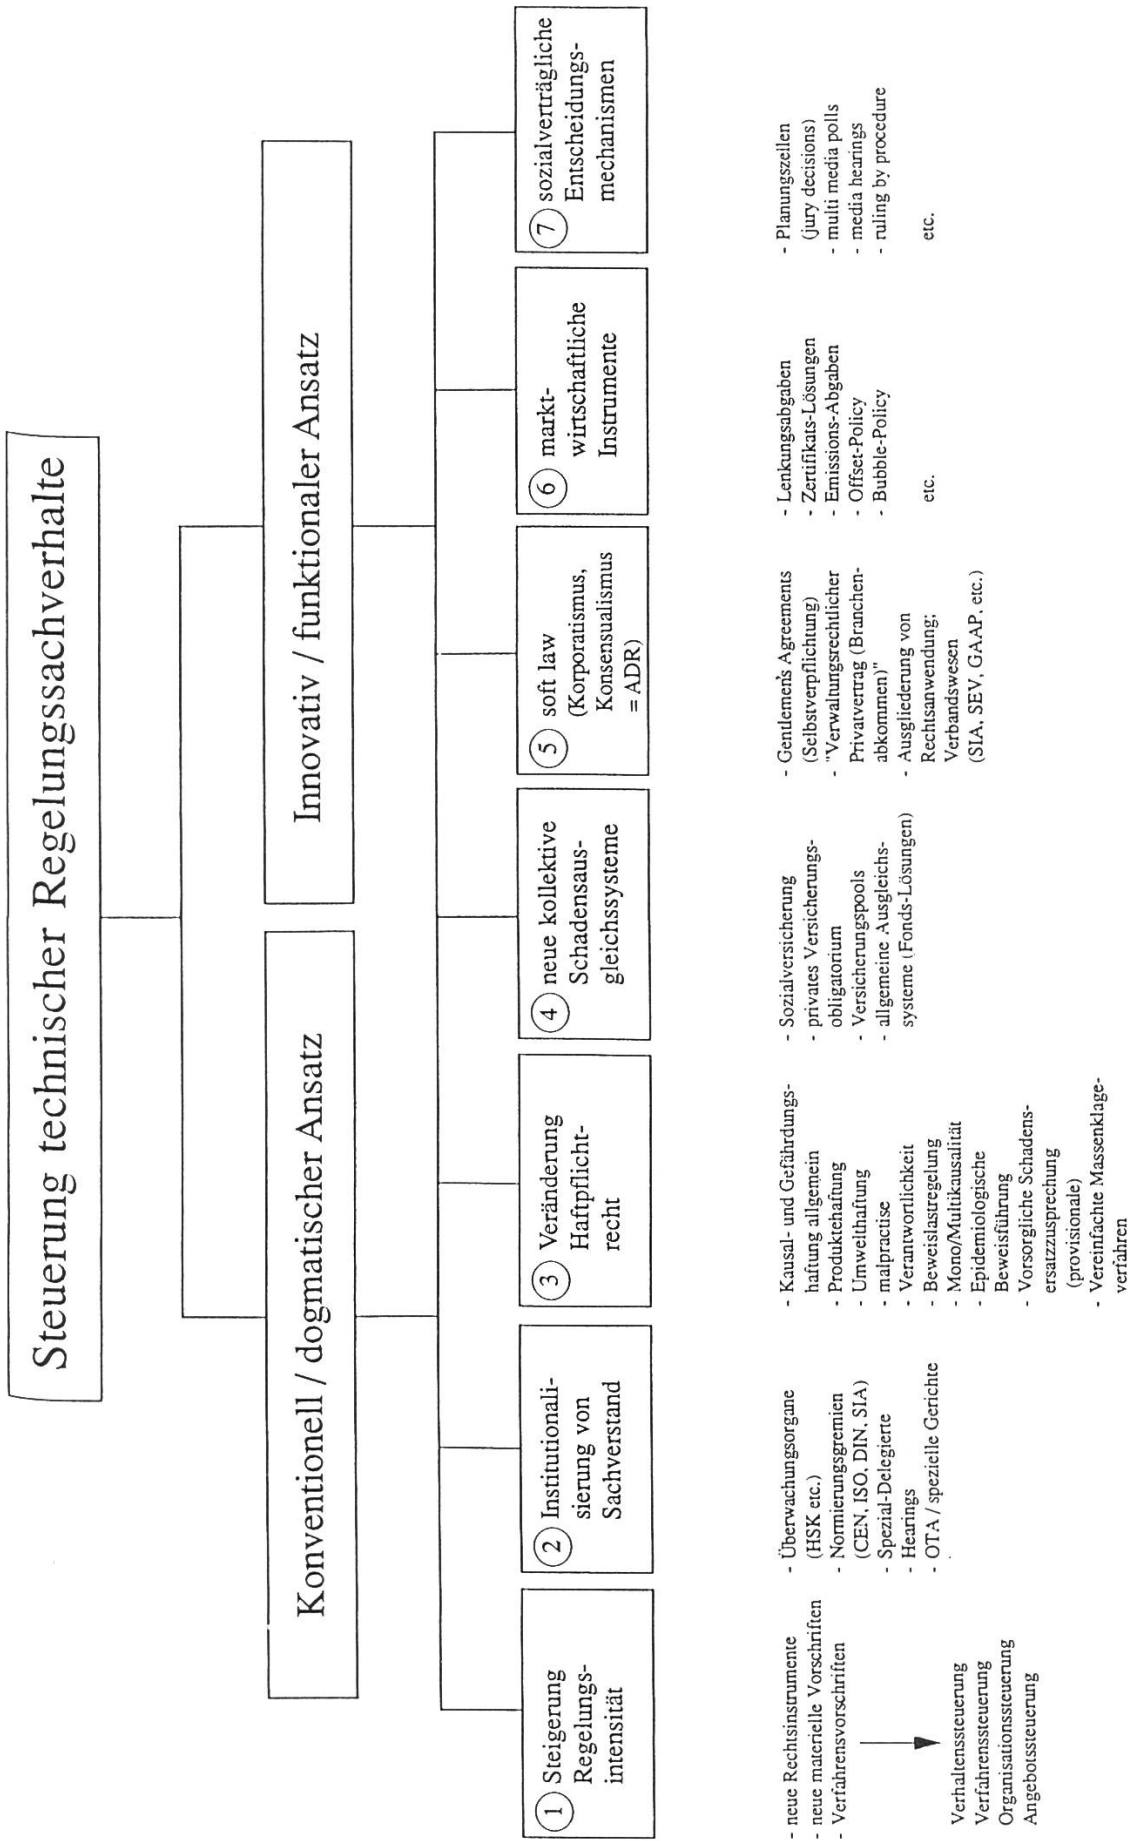 Steuerung technischer Regelungssachverhalte
Konventionell / dogmatischer Ansatz
Innovativ / funktionaler Ansatz
1 Steigerung
Regelungs-
intensität
2 Institutionali-
sierung von
Sachverstand
3 Veränderung
Haftpflicht-
recht
4 neue kollektive
Schadensaus-
gleichssysteme
5 soft law
(Korporatismus,
Konsensualismus
= ADR)
6 markt-
wirtschaftliche
Instrumente
7 sozialverträgliche
Entscheidungs-
mechanismen
- neue Rechtsinstrumente
- neue materielle Vorschriften
- Verfahrensvorschriften
Verhaltenssteuerung
Verfahrenssteuerung
Organisationssteuerung
Angebotssteuerung
- Überwachungsorgane
(HSK etc.)
- Normierungsgremien
(CEN, ISO, DIN, SIA)
- Spezial-Delegierte
- Hearings
- OTA / spezielle Gerichte
- Kausal- und Gefährdungs-
haftung allgemein
- Produktehaftung
- Umwelthaftung
- malpractise
- Verantwortlichkeit
- Beweislastregelung
- Mono/Multikausalität
- Epidemiologische
Beweisführung
- Vorsorgliche Schadens-
ersatzzusprechung
(provisionale)
- Vereinfachte Massenklage-
verfahren
- Sozialversicherung
- privates Versicherungs-
obligatorium
- Versicherungspools
- allgemeine Ausgleichs-
systeme (Fonds-Lösungen)
- Gentlemen's Agreements
(Selbstverpflichtung)
- "Verwaltungsrechtlicher
Privatvertrag (Branchen-
abkommen)"
- Ausgliederung von
Rechtsanwendung;
Verbandswesen
(SIA, SEV, GAAP, etc.)
- Lenkungsabgaben
- Zertifikats-Lösungen
- Emissions-Abgaben
- Offset-Policy
- Bubble-Policy
etc.
- Planungszellen
(jury decisions)
- multi media polls
- media hearings
- ruling by procedure
etc.